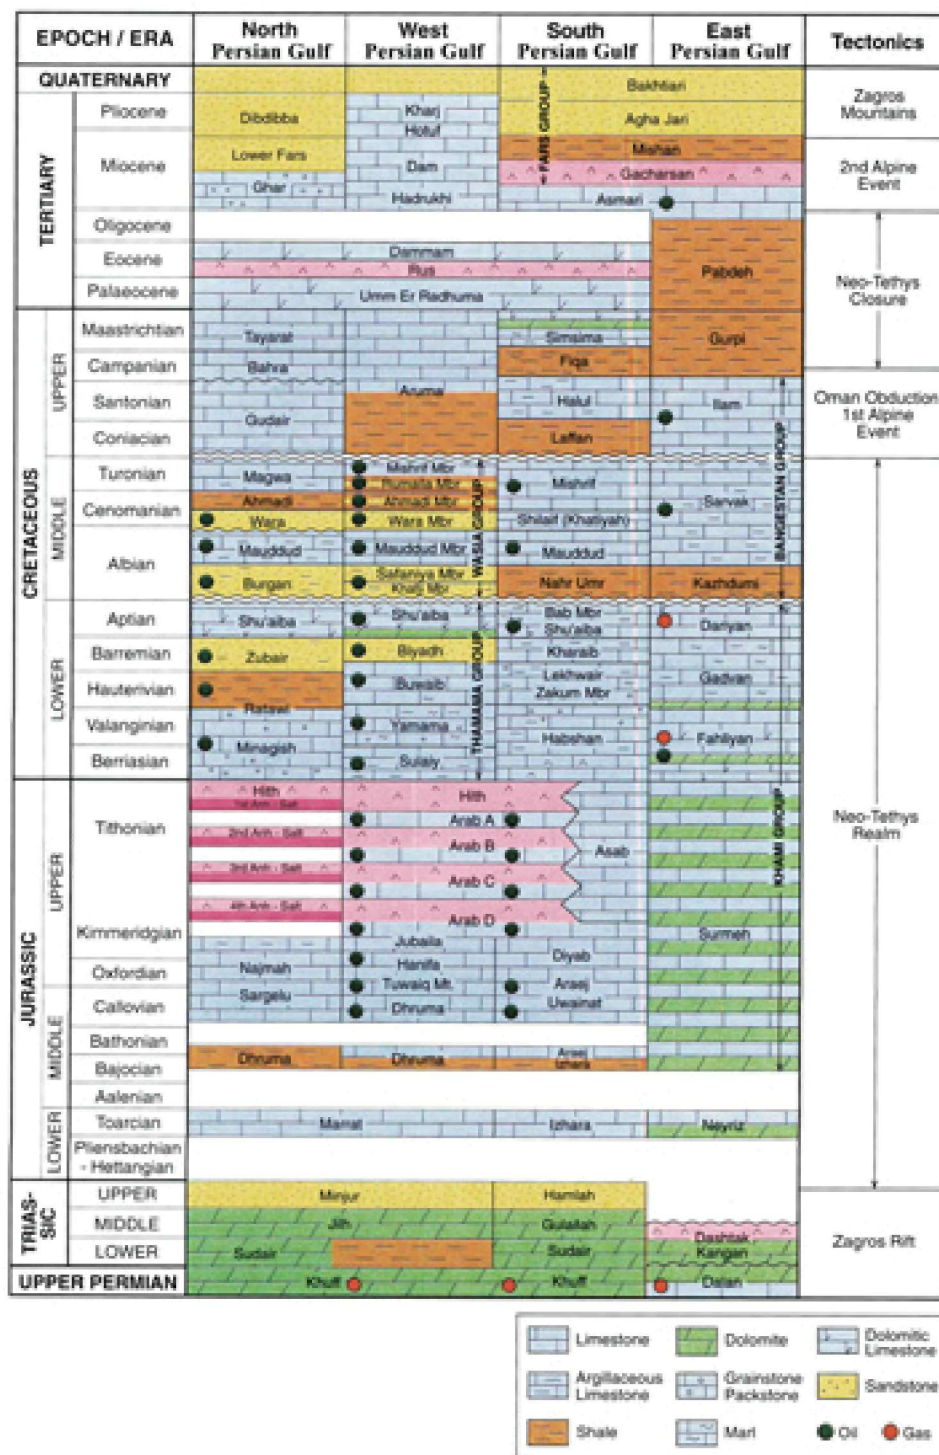 EPOCH / ERA
North
Persian Gulf
West
Persian Gulf
South
Persian Gulf
East
Persian Gulf
Tectonics
QUATERNARY
TERTIARY
Pliocene
Miocene
Oligocene
Eocene
Palaeocene
CRETACEOUS
UPPER
Maastrichtian
Campanian
Santonian
Coniacian
MIDDLE
Turonian
Cenomanian
Albian
LOWER
Aptian
Barremian
Hauterivian
Valanginian
Berriasian
JURASSIC
UPPER
Tithonian
Kimmeridgian
Oxfordian
MIDDLE
Callovian
Bathonian
Bajocian
Aalenian
LOWER
Toarcian
Pliensbachian
- Hettangian
TRIAS-
SIC
UPPER
MIDDLE
LOWER
UPPER PERMIAN
Dibdibba
Lower Fars
Ghar
Kharj
Hofuf
Dam
Hadrukhi
FARS GROUP
Bakhtiari
Agha Jari
Mishan
Gacharsan
Asmari
Dammam
Rus
Umm Er Radhuma
Pabdeh
Gurpi
Tayarat
Bahra
Gudair
Aruma
Simsima
Fiqa
Halul
Laffan
Ilam
Magwa
Ahmadi
Wara
Mauddud
Burgan
Mishrif Mbr
Rumaila Mbr
Ahmadi Mbr
Wara Mbr
Mauddud Mbr
Safaniya Mbr
Khafji Mbr
WASIA GROUP
Mishrif
Shilaif (Khatiyah)
Mauddud
Nahr Umr
Sarvak
Kazhdumi
BANGESTAN GROUP
Shu'aiba
Zubair
Ratawi
Minagish
Shu'aiba
Biyadh
Buwaib
Yamama
Sulaiy
THAMAMA GROUP
Bab Mbr
Shu'aiba
Kharaib
Lekhwair
Zakum Mbr
Habshan
Dariyan
Gadvan
Fahliyan
KHAMI GROUP
Hith
1st Anh - Salt
2nd Anh - Salt
3rd Anh - Salt
4th Anh - Salt
Najmah
Sargelu
Dhruma
Hith
Arab A
Arab B
Arab C
Arab D
Jubaila
Hanifa
Tuwaiq Mt.
Dhruma
Dhruma
Asab
Diyab
Araej
Uwainat
Araej
Izhara
Surmeh
Marrat
Izhara
Neyriz
Minjur
Jilh
Sudair
Khuff
Hamlah
Gulailah
Sudair
Khuff
Dashtak
Kangan
Dalan
Zagros
Mountains
2nd Alpine
Event
Neo-Tethys
Closure
Oman Obduction
1st Alpine
Event
Neo-Tethys
Realm
Zagros Rift
Limestone
Dolomite
Dolomitic
Limestone
Argillaceous
Limestone
Grainstone
Packstone
Sandstone
Shale
Marl
Oil
Gas